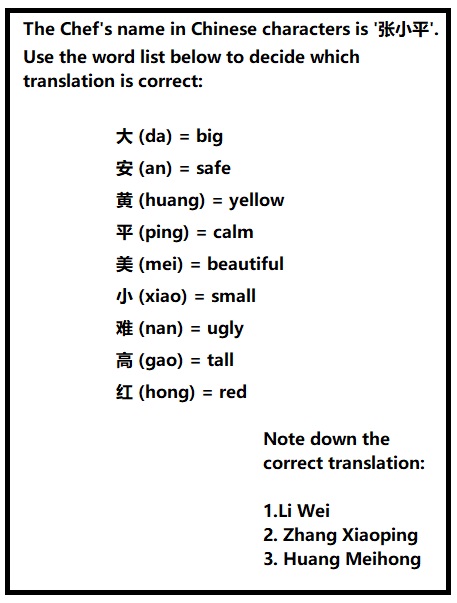 The Chef's name in Chinese characters is '张小平'.
Use the word list below to decide which
translation is correct:
大 (da) = big
安 (an) = safe
黄 (huang) = yellow
平 (ping) = calm
美 (mei) = beautiful
小 (xiao) = small
难 (nan) = ugly
高 (gao) = tall
红 (hong) = red
Note down the
correct translation:
1.Li Wei
2. Zhang Xiaoping
3. Huang Meihong